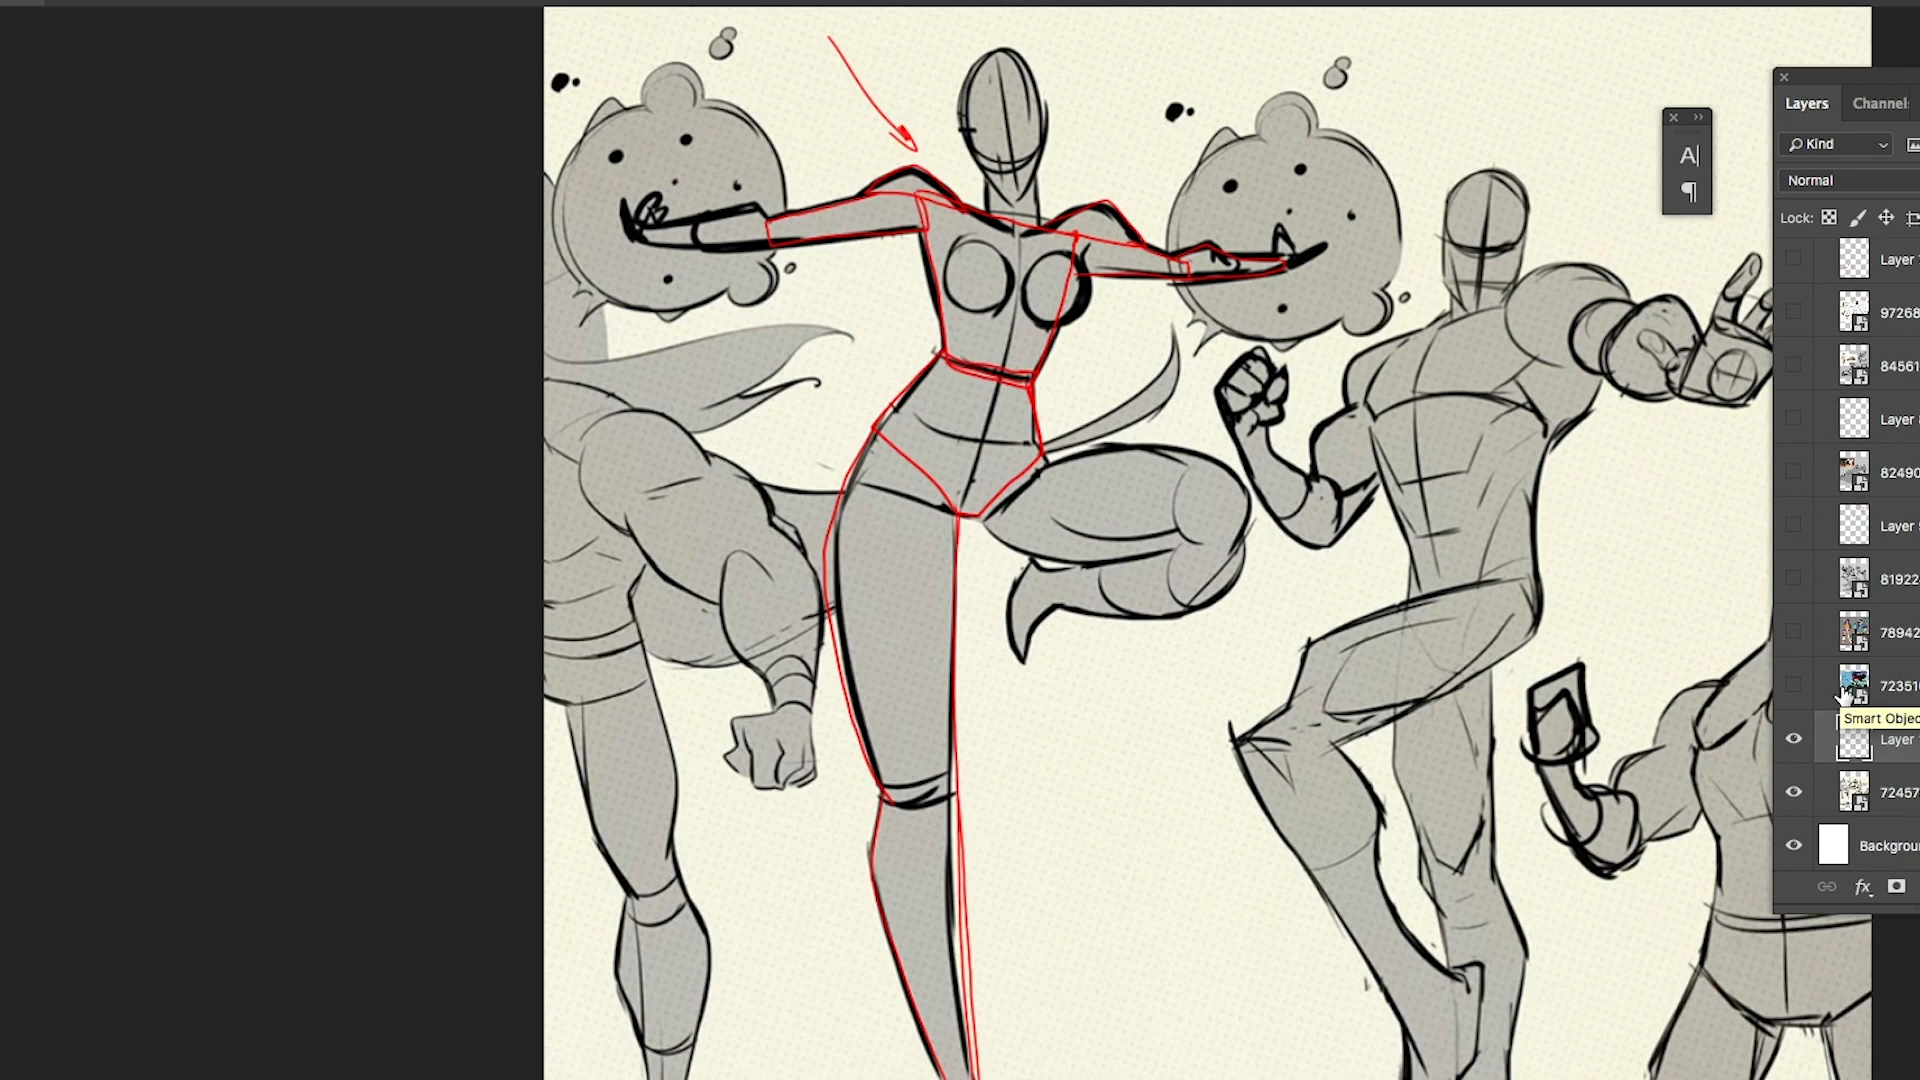 Layers
Channel
A|
¶
Kind
Normal
Lock:
Layer
97268
84561
Layer
82490
Layer
81922
78942
72351
Smart Objec
Layer
72457
Backgrou
fx